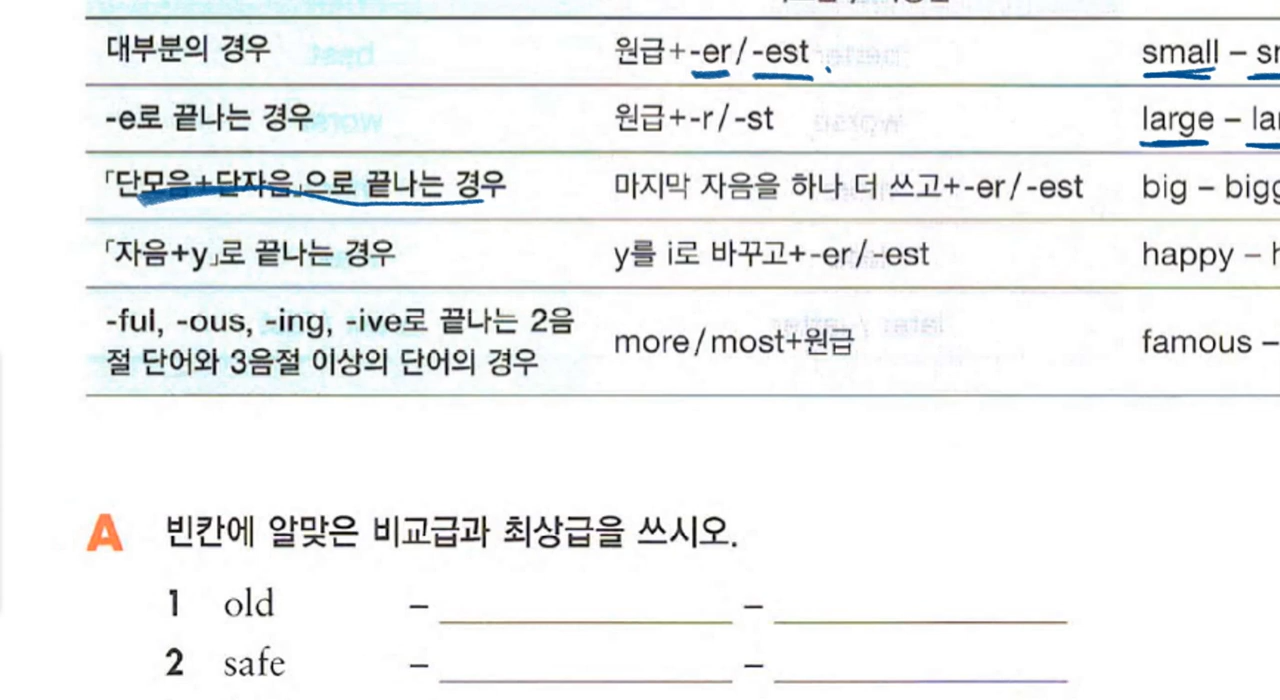 대부분의 경우 원급+-er/-est small –
-e로 끝나는 경우 원급+-r/-st large –
「단모음+단자음」으로 끝나는 경우 마지막 자음을 하나 더 쓰고+-er/-est big –
「자음+y」로 끝나는 경우 y를 i로 바꾸고+-er/-est happy –
-ful, -ous, -ing, -ive로 끝나는 2음
절 단어와 3음절 이상의 단어의 경우
more/most+원급 famous –
A 빈칸에 알맞은 비교급과 최상급을 쓰시오.
1 old – –
2 safe – –